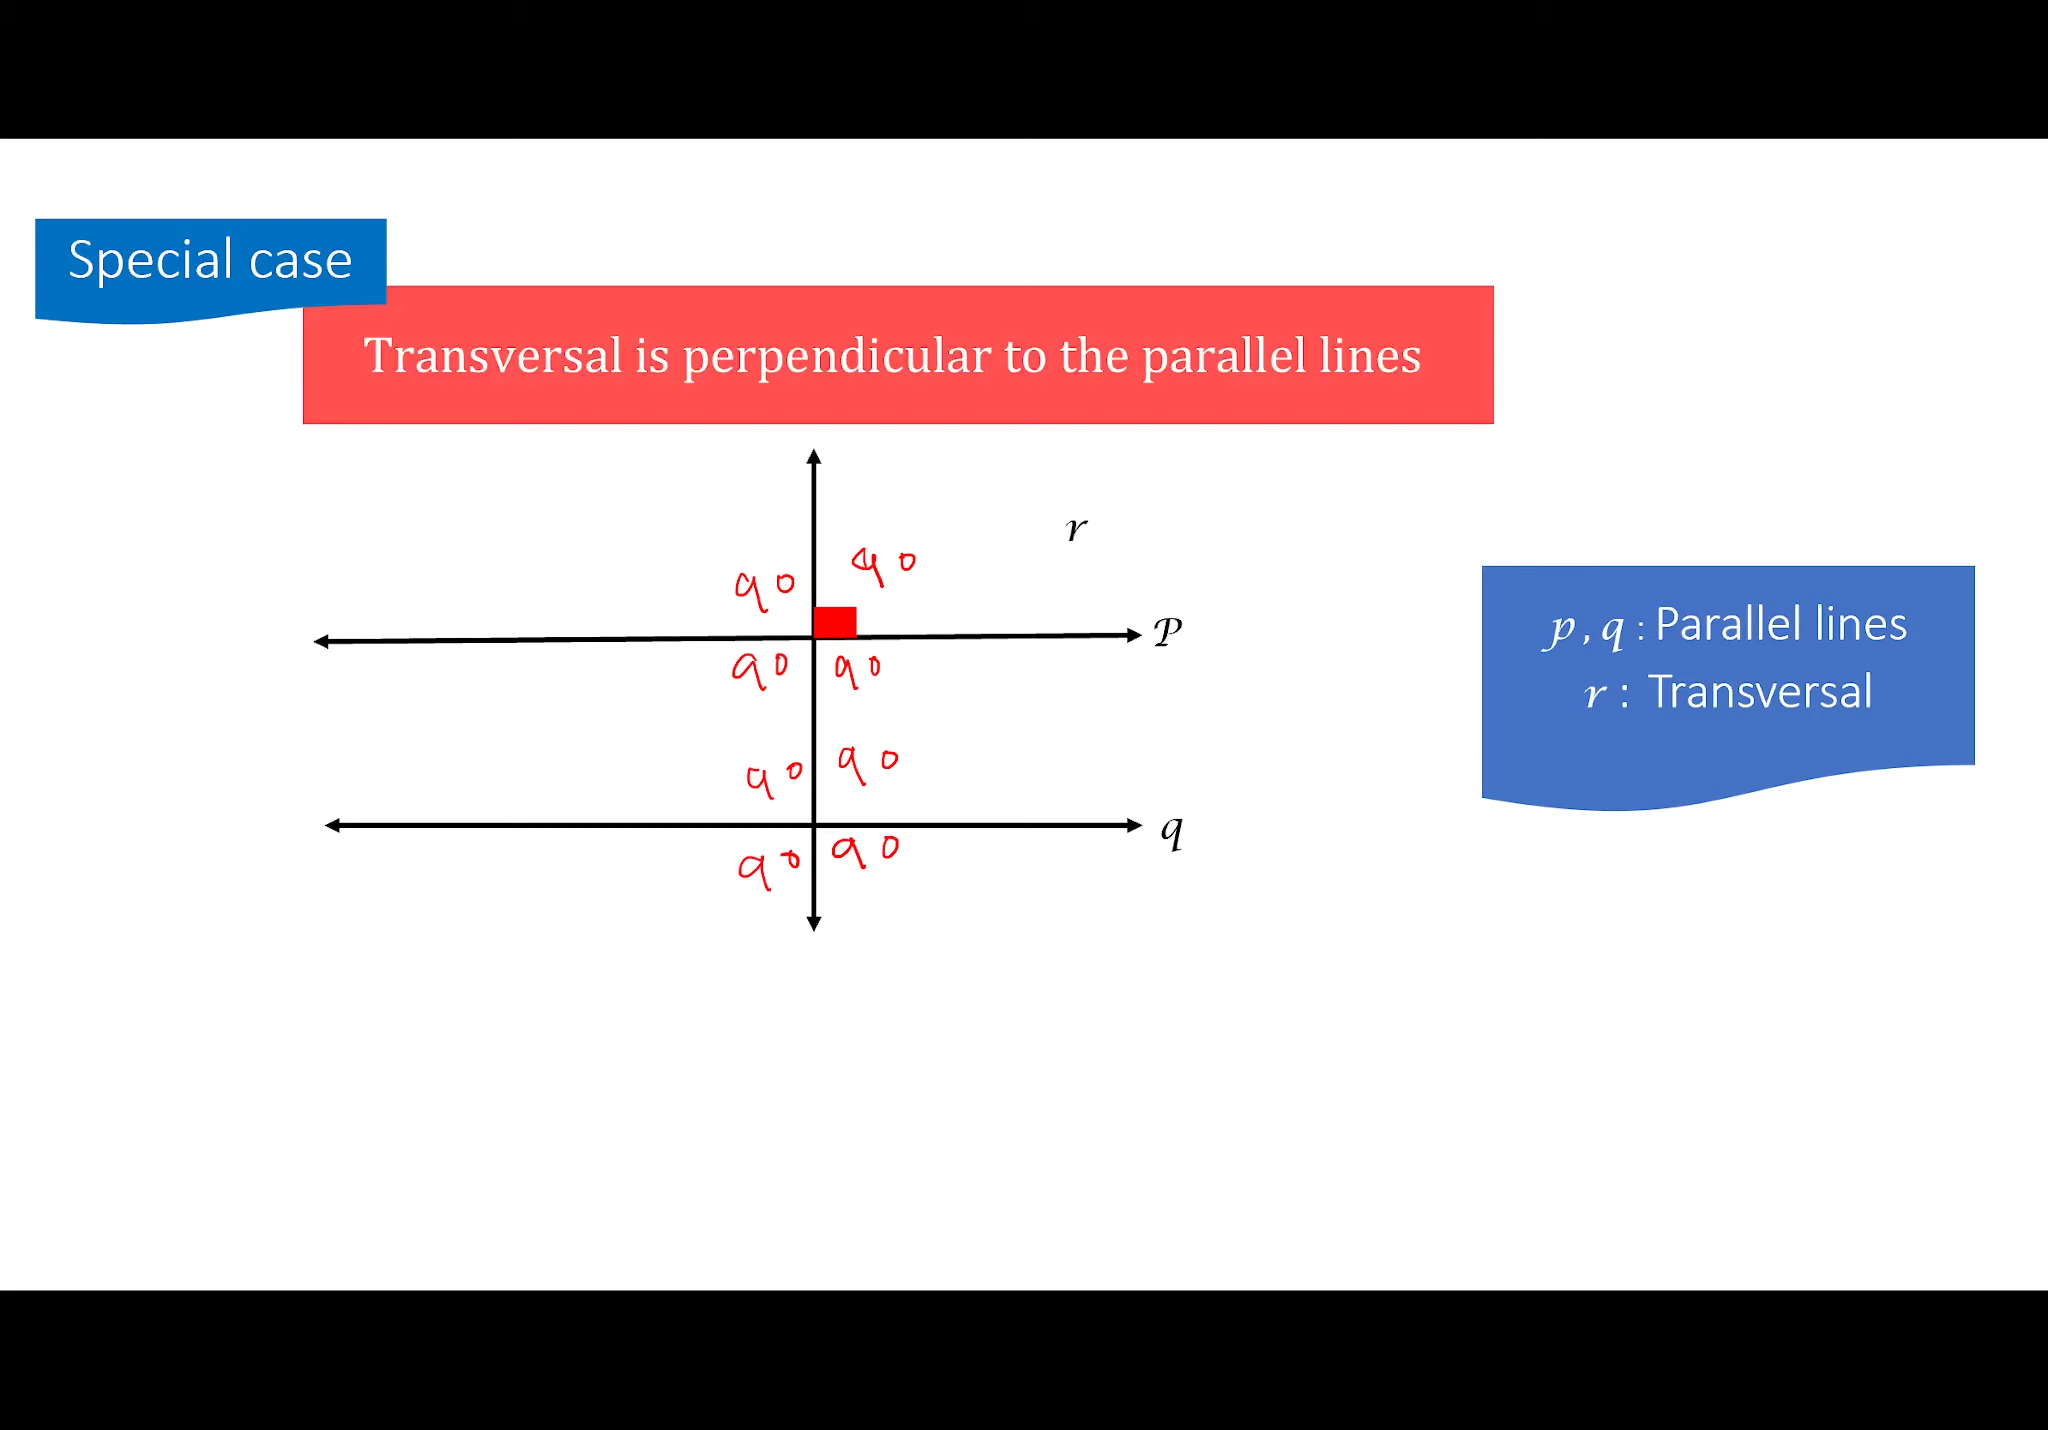 Special case
Transversal is perpendicular to the parallel lines
r
90 90
P
90 90
p , q : Parallel lines
r : Transversal
90 90
q
90 90